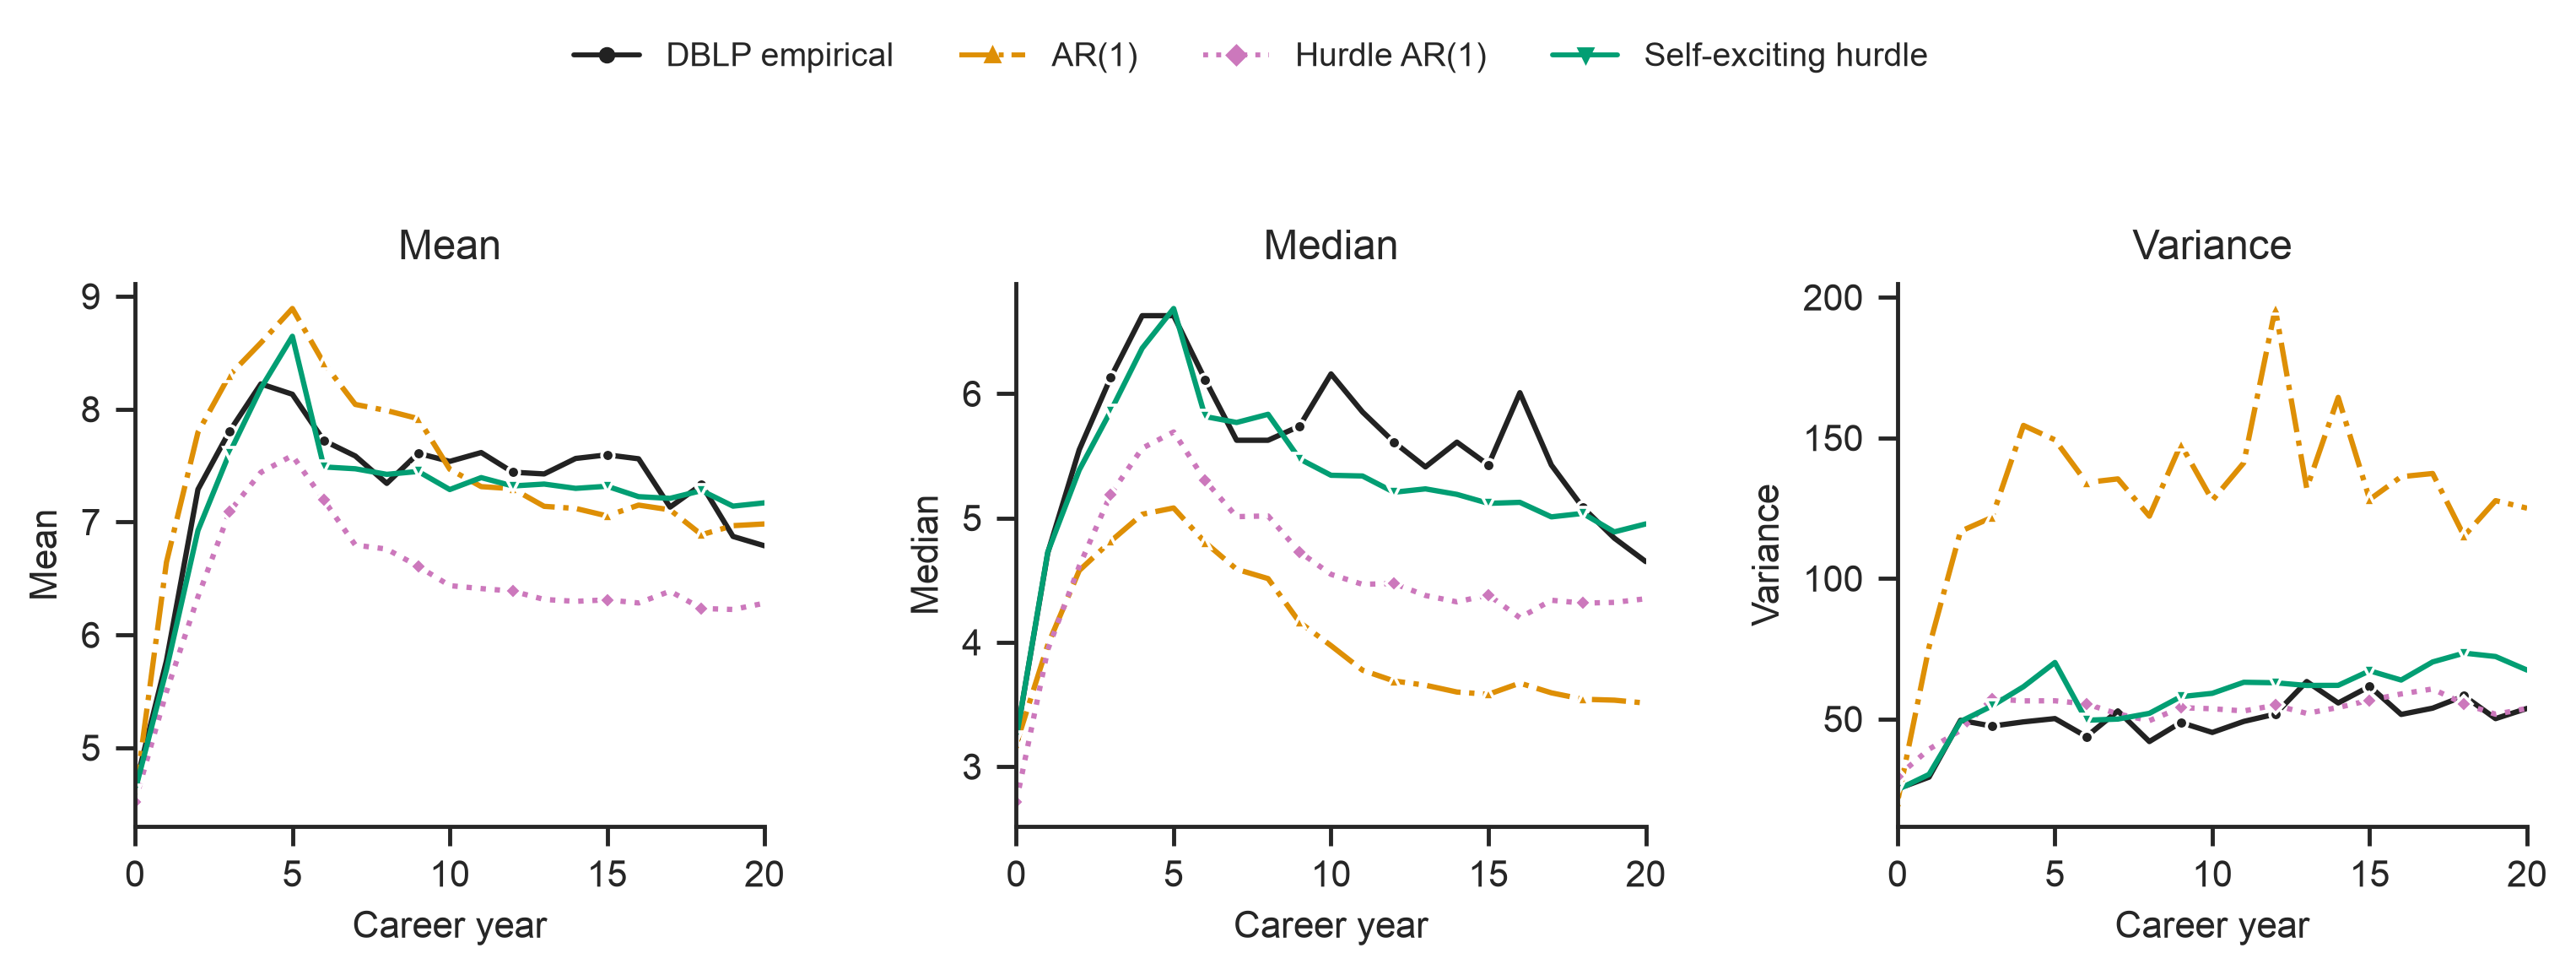 DBLP empirical AR(1) Hurdle AR(1) Self-exciting hurdle
Mean
9
8
7
6
5
Mean
0 5 10 15 20
Career year
Median
6
5
4
3
Median
0 5 10 15 20
Career year
Variance
200
150
100
50
Variance
0 5 10 15 20
Career year